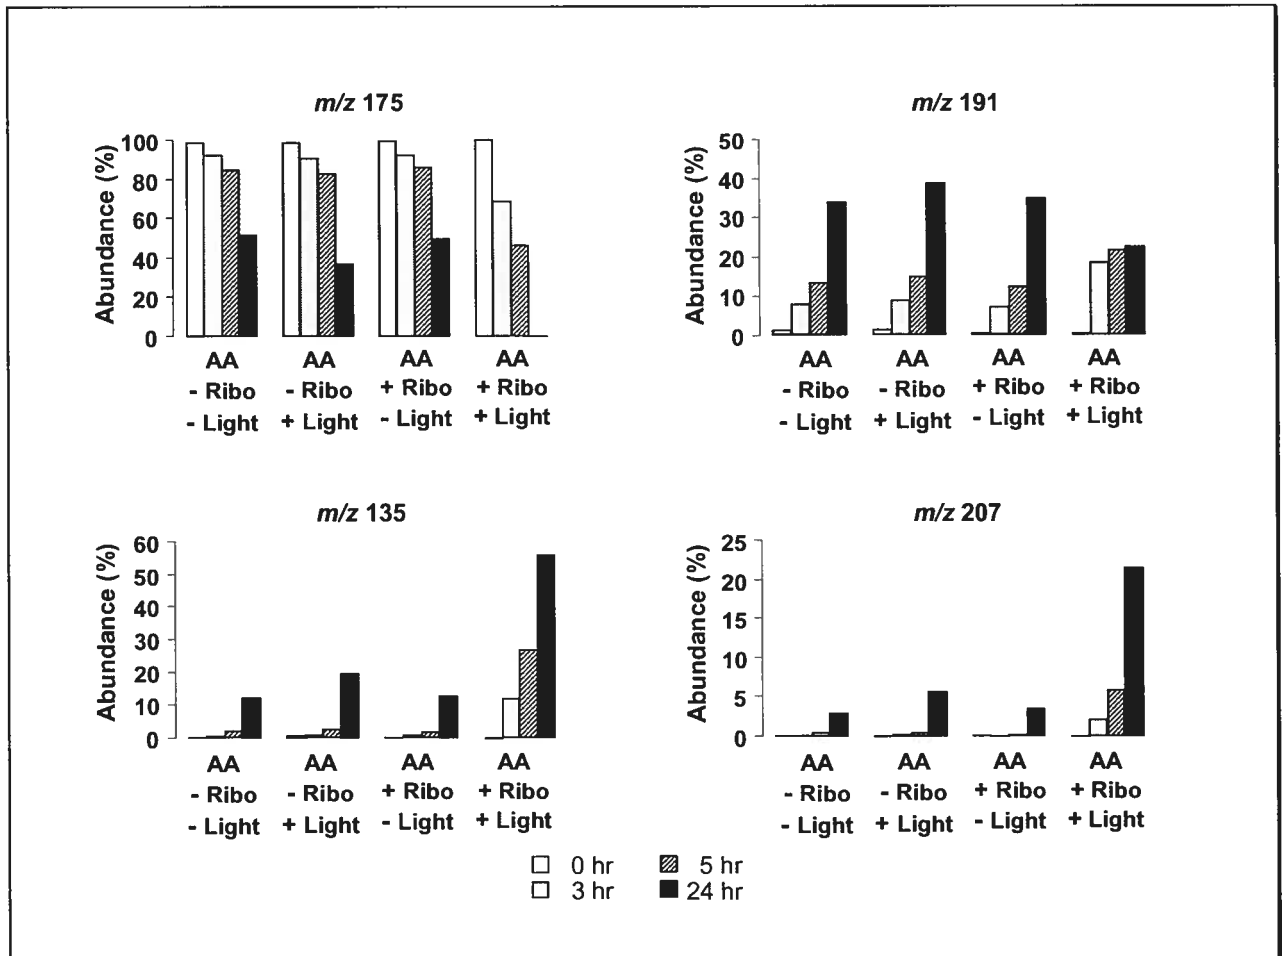 m/z 175
Abundance (%)
100
80
60
40
20
0
AA AA AA AA
- Ribo - Ribo + Ribo + Ribo
- Light + Light - Light + Light
m/z 191
Abundance (%)
50
40
30
20
10
0
AA AA AA AA
- Ribo - Ribo + Ribo + Ribo
- Light + Light - Light + Light
m/z 135
Abundance (%)
60
50
40
30
20
10
0
AA AA AA AA
- Ribo - Ribo + Ribo + Ribo
- Light + Light - Light + Light
m/z 207
Abundance (%)
25
20
15
10
5
0
AA AA AA AA
- Ribo - Ribo + Ribo + Ribo
- Light + Light - Light + Light
0 hr 5 hr
3 hr 24 hr